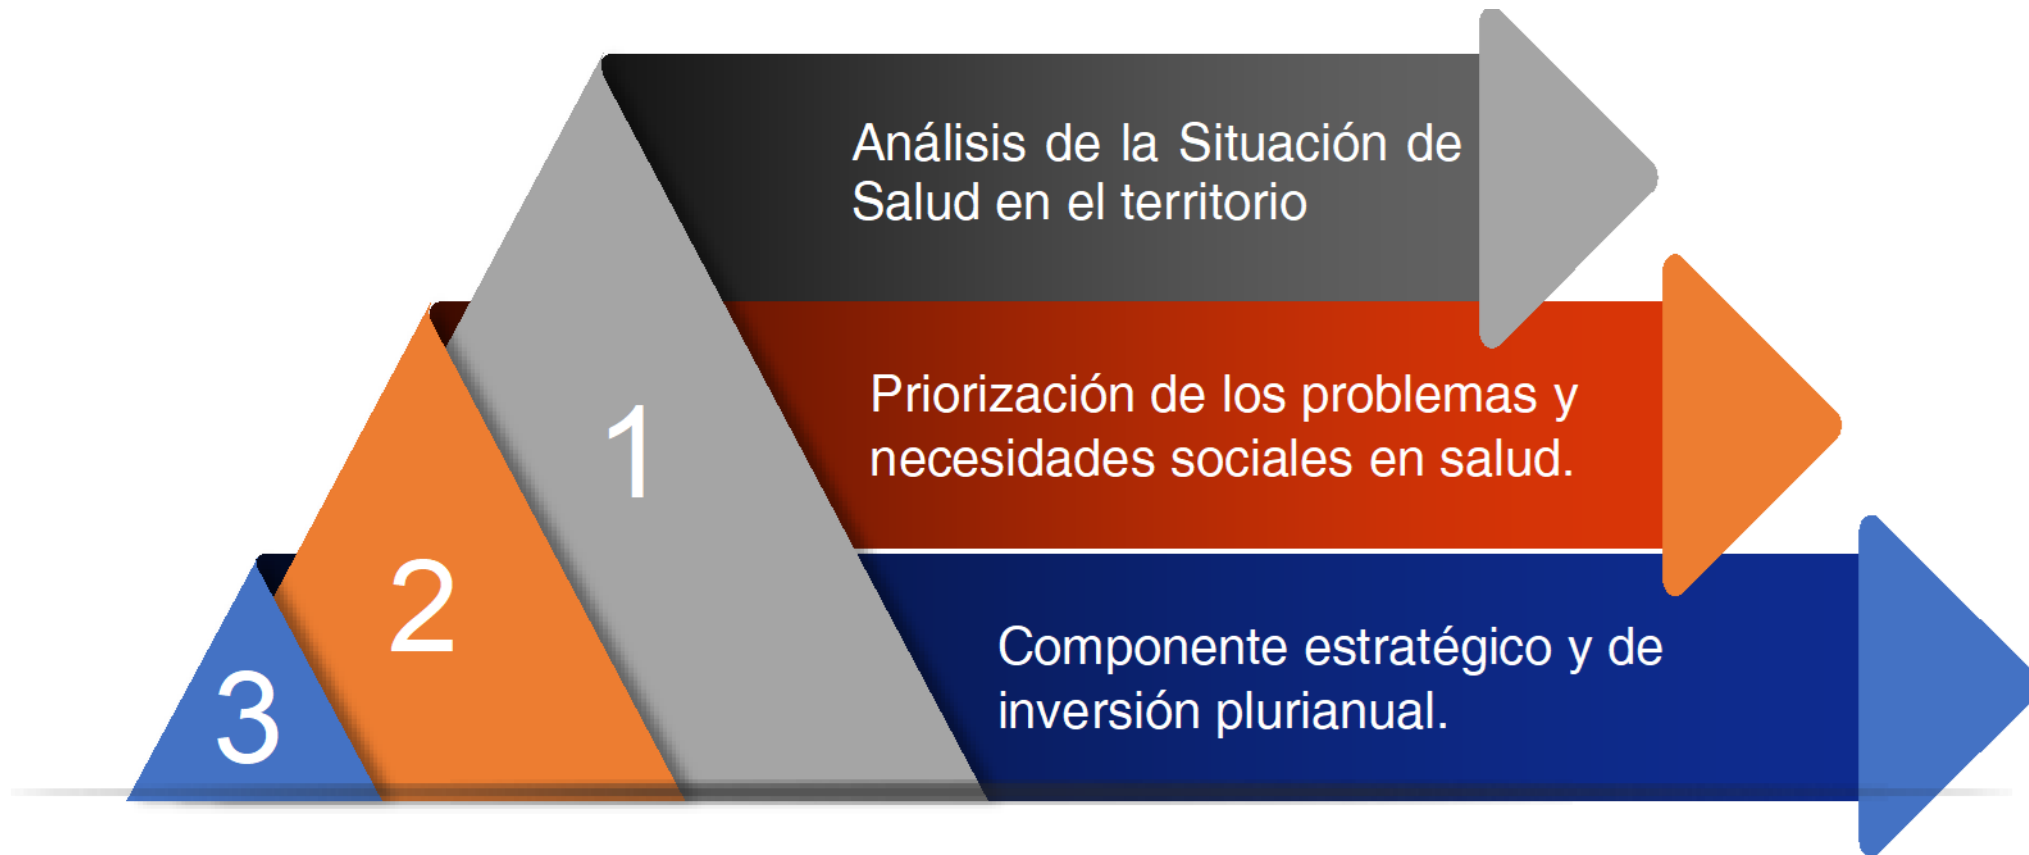 Análisis de la Situación de
Salud en el territorio
1
Priorización de los problemas y
necesidades sociales en salud.
2
Componente estratégico y de
inversión plurianual.
3